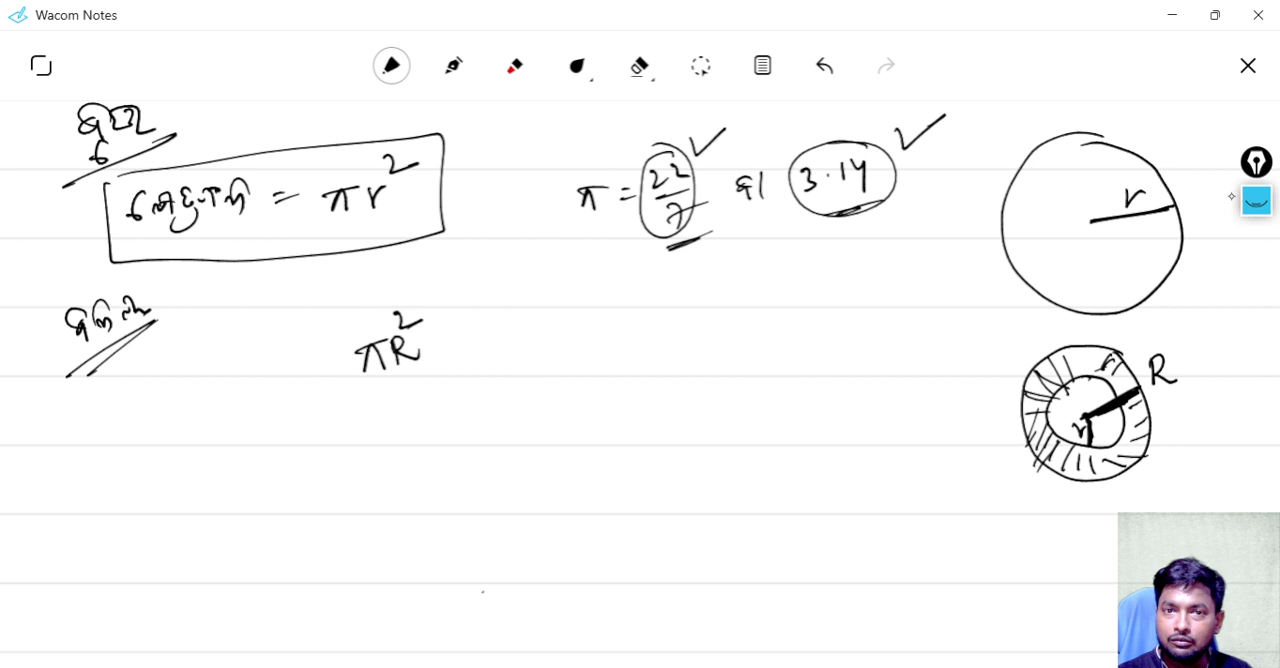 Wacom Notes
ବୃତ୍ତ
କ୍ଷେତ୍ରଫଳ = πr²
π = 22/7 ବା 3.14
r
πR²
R
r